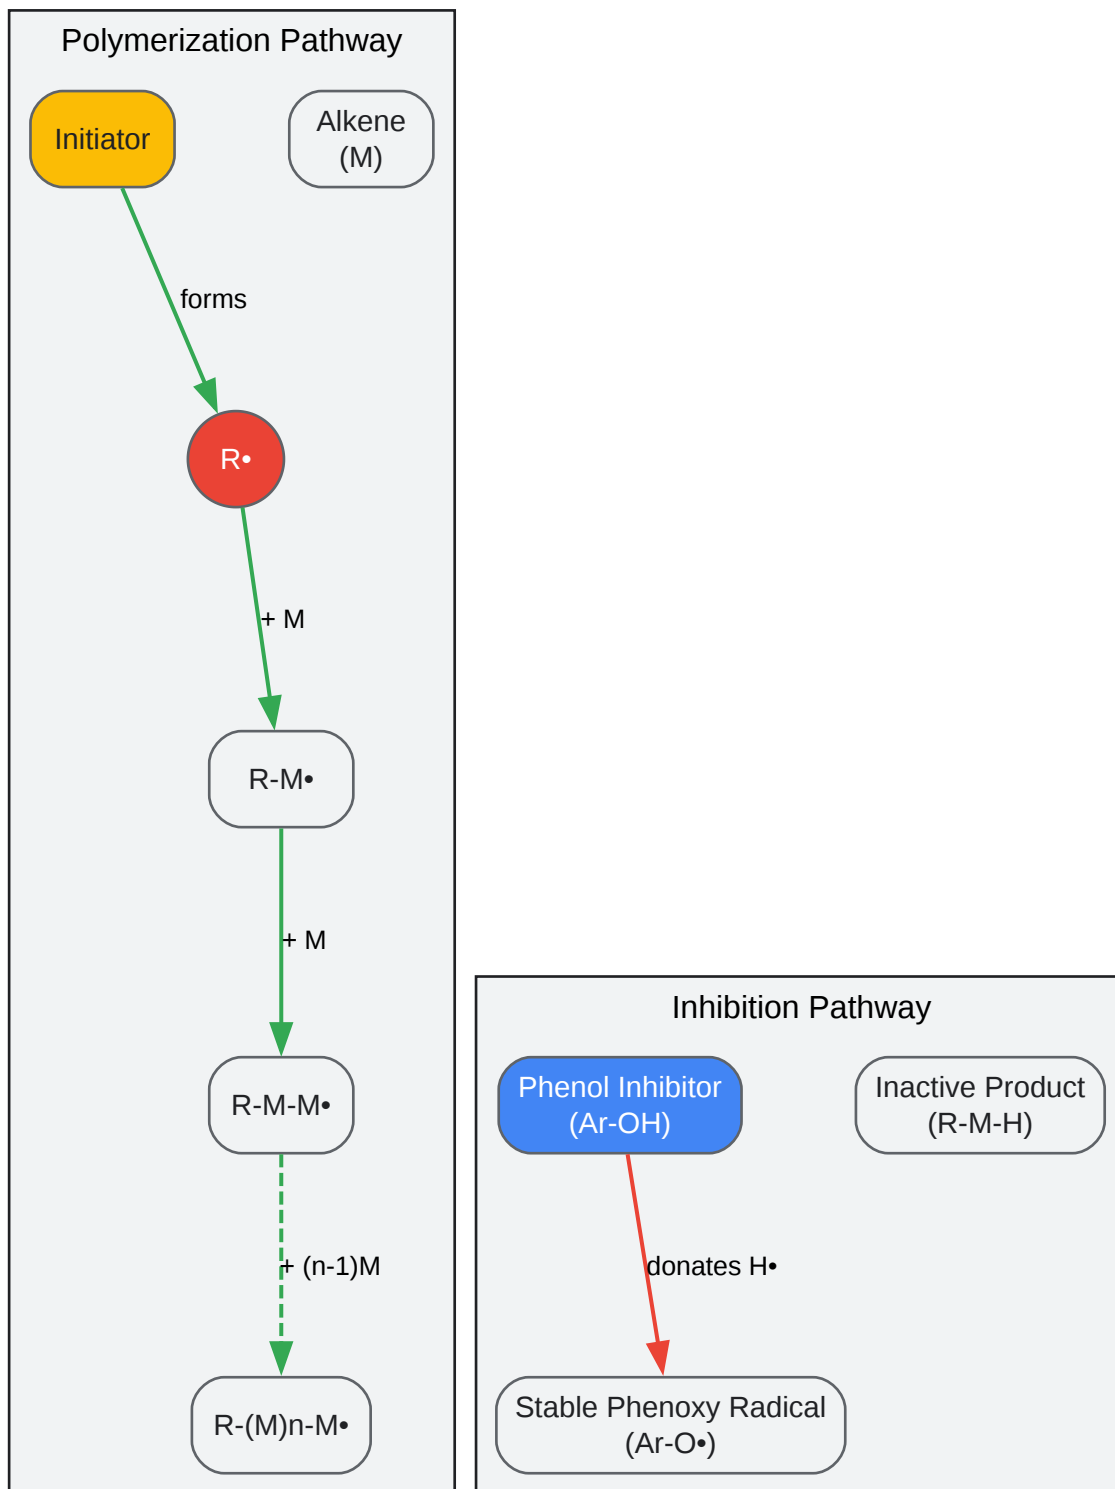 Polymerization Pathway
Initiator
Alkene
(M)
forms
R•
+ M
R-M•
+ M
R-M-M•
+ (n-1)M
R-(M)n-M•
Inhibition Pathway
Phenol Inhibitor
(Ar-OH)
Inactive Product
(R-M-H)
donates H•
Stable Phenoxy Radical
(Ar-O•)